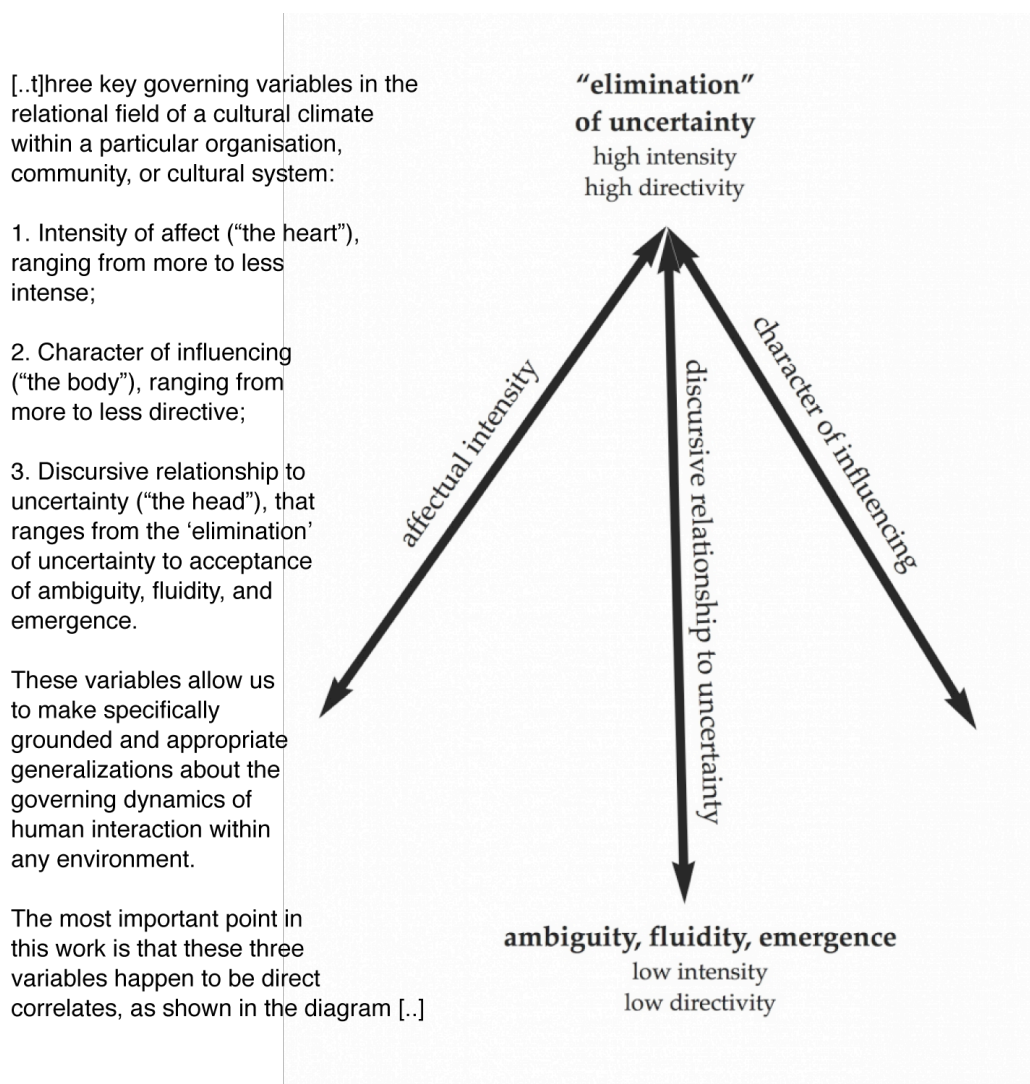 [..t]hree key governing variables in the
relational field of a cultural climate
within a particular organisation,
community, or cultural system:
1. Intensity of affect (“the heart”),
ranging from more to less
intense;
2. Character of influencing
(“the body”), ranging from
more to less directive;
3. Discursive relationship to
uncertainty (“the head”), that
ranges from the ‘elimination’
of uncertainty to acceptance
of ambiguity, fluidity, and
emergence.
These variables allow us
to make specifically
grounded and appropriate
generalizations about the
governing dynamics of
human interaction within
any environment.
The most important point in
this work is that these three
variables happen to be direct
correlates, as shown in the diagram [..]
“elimination”
of uncertainty
high intensity
high directivity
affectual intensity
discursive relationship to uncertainty
character of influencing
ambiguity, fluidity, emergence
low intensity
low directivity